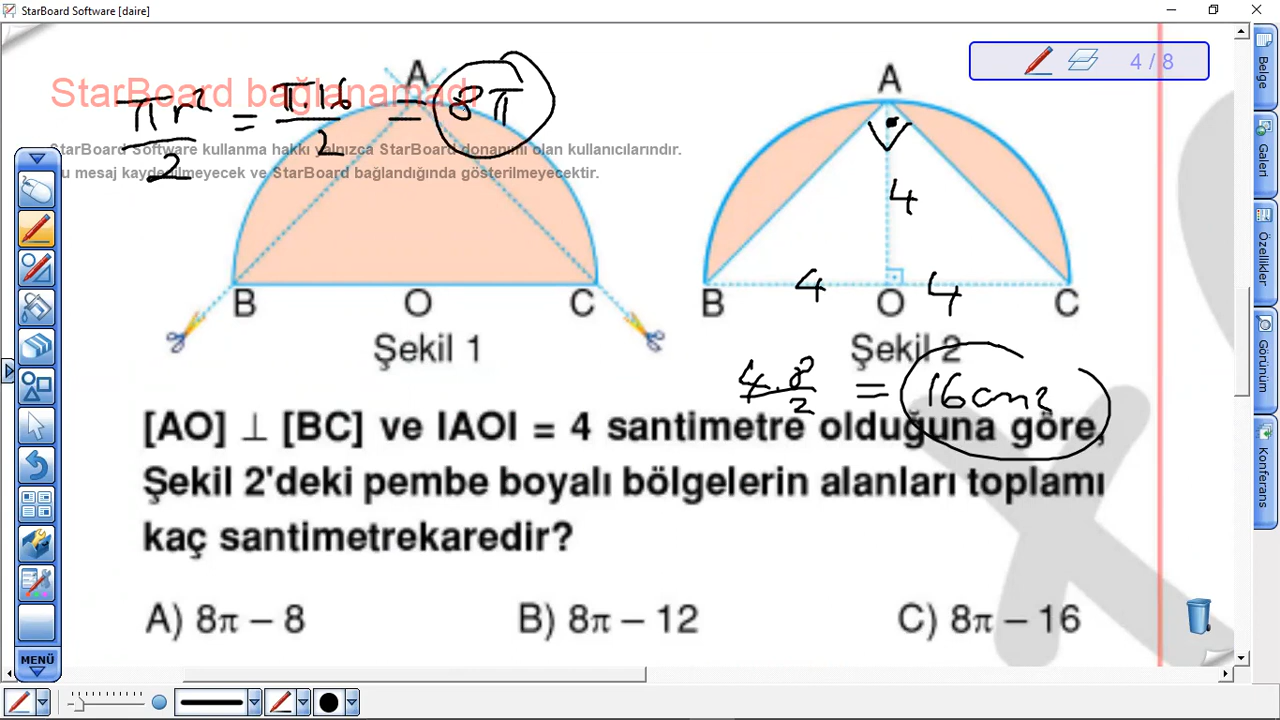 StarBoard Software [daire]
StarBoard bağlanamadı
4 / 8
StarBoard Software kullanma hakkı yalnızca StarBoard donanımlı olan kullanıcılarındır.
u mesaj kaydedilmeyecek ve StarBoard bağlandığında gösterilmeyecektir.
πr²/2 = π.16/2 = 8π
A
B O C
Şekil 1
A
4
4 4
B O C
Şekil 2
4.8/2 = 16cm²
[AO] ⊥ [BC] ve IAOI = 4 santimetre olduğuna göre,
Şekil 2'deki pembe boyalı bölgelerin alanları toplamı
kaç santimetrekaredir?
A) 8π – 8 B) 8π – 12 C) 8π – 16
MENÜ
Belge
Galeri
Özellikler
Görünüm
Konferans